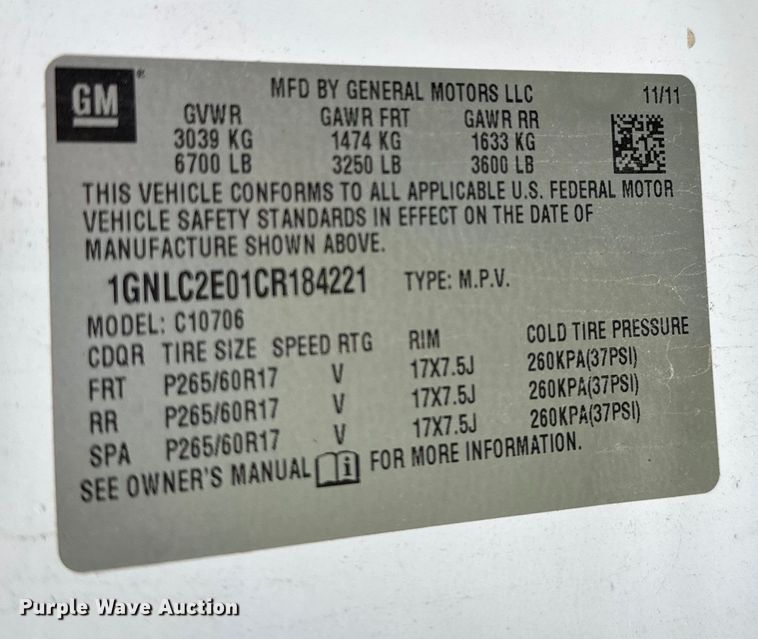 GM®
MFD BY GENERAL MOTORS LLC 11/11
GVWR GAWR FRT GAWR RR
3039 KG 1474 KG 1633 KG
6700 LB 3250 LB 3600 LB
THIS VEHICLE CONFORMS TO ALL APPLICABLE U.S. FEDERAL MOTOR
VEHICLE SAFETY STANDARDS IN EFFECT ON THE DATE OF
MANUFACTURE SHOWN ABOVE.
1GNLC2E01CR184221 TYPE: M.P.V.
MODEL: C10706
CDQR TIRE SIZE SPEED RTG RIM COLD TIRE PRESSURE
FRT P265/60R17 V 17X7.5J 260KPA(37PSI)
RR P265/60R17 V 17X7.5J 260KPA(37PSI)
SPA P265/60R17 V 17X7.5J 260KPA(37PSI)
SEE OWNER'S MANUAL i FOR MORE INFORMATION.
Purple Wave Auction